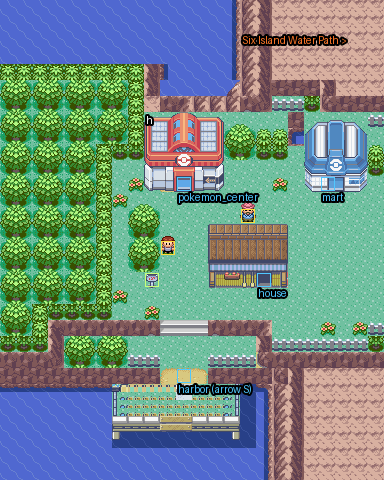 Six Island Water Path >
h
pokemon_center
mart
house
harbor (arrow S)